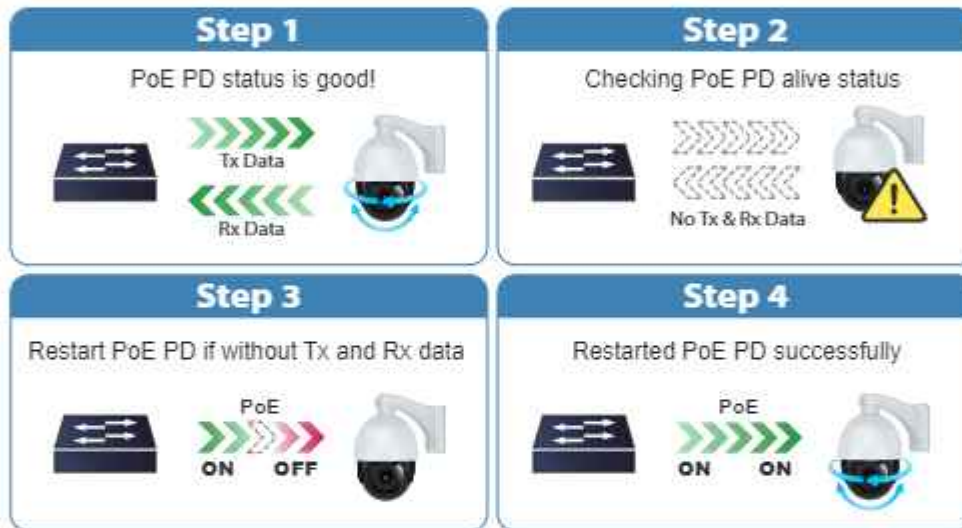 Step 1
PoE PD status is good!
Tx Data
Rx Data
Step 2
Checking PoE PD alive status
No Tx & Rx Data
Step 3
Restart PoE PD if without Tx and Rx data
PoE
ON OFF
Step 4
Restarted PoE PD successfully
PoE
ON ON